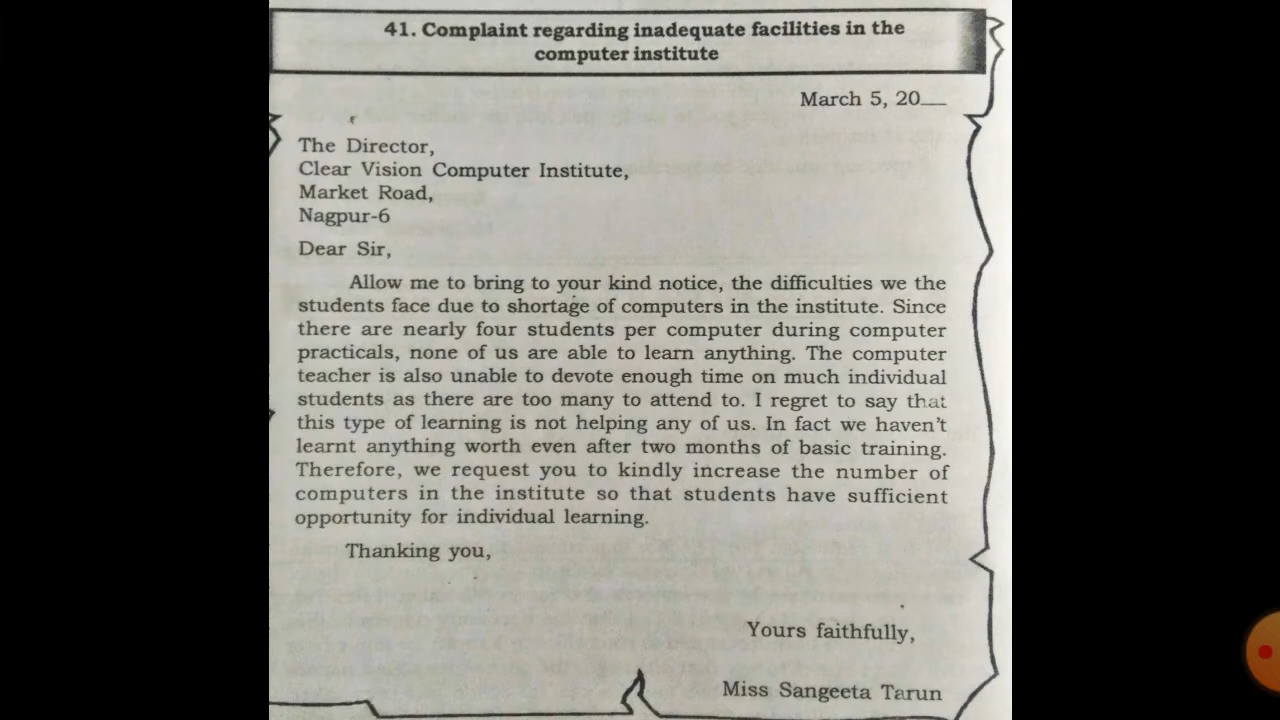 41. Complaint regarding inadequate facilities in the
computer institute
March 5, 20__
The Director,
Clear Vision Computer Institute,
Market Road,
Nagpur-6
Dear Sir,
Allow me to bring to your kind notice, the difficulties we the
students face due to shortage of computers in the institute. Since
there are nearly four students per computer during computer
practicals, none of us are able to learn anything. The computer
teacher is also unable to devote enough time on much individual
students as there are too many to attend to. I regret to say that
this type of learning is not helping any of us. In fact we haven't
learnt anything worth even after two months of basic training.
Therefore, we request you to kindly increase the number of
computers in the institute so that students have sufficient
opportunity for individual learning.
Thanking you,
Yours faithfully,
Miss Sangeeta Tarun